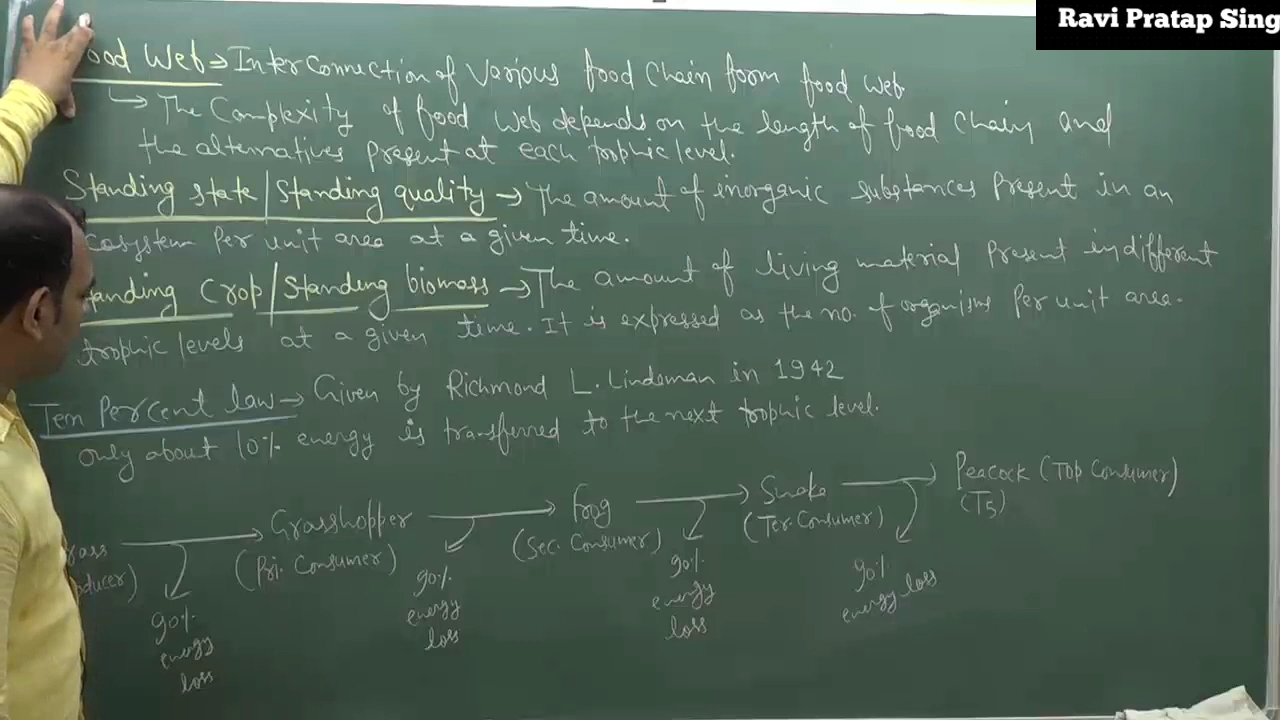 Ravi Pratap Sing
ood Web → Interconnection of Various food Chain form food web
↳ The Complexity of food Web depends on the length of food Chain and
the alternatives Present at each trophic level.
Standing state | Standing quality → The amount of inorganic substances Present in an
cosystem Per unit area at a given time.
tanding Crop | Standing biomass → The amount of living material Present in different
trophic levels at a given time. It is expressed as the no. of organisms Per unit area.
Ten Percent law → Given by Richmond L. Lindeman in 1942
only about 10% energy is transferred to the next trophic level.
rass → Grasshopper → Frog → Snake → Peacock (Top Consumer)
ducer) (Pri. Consumer) (Sec. Consumer) (Ter. Consumer) (T5)
90% energy loss
90% energy loss
90% energy loss
90% energy loss